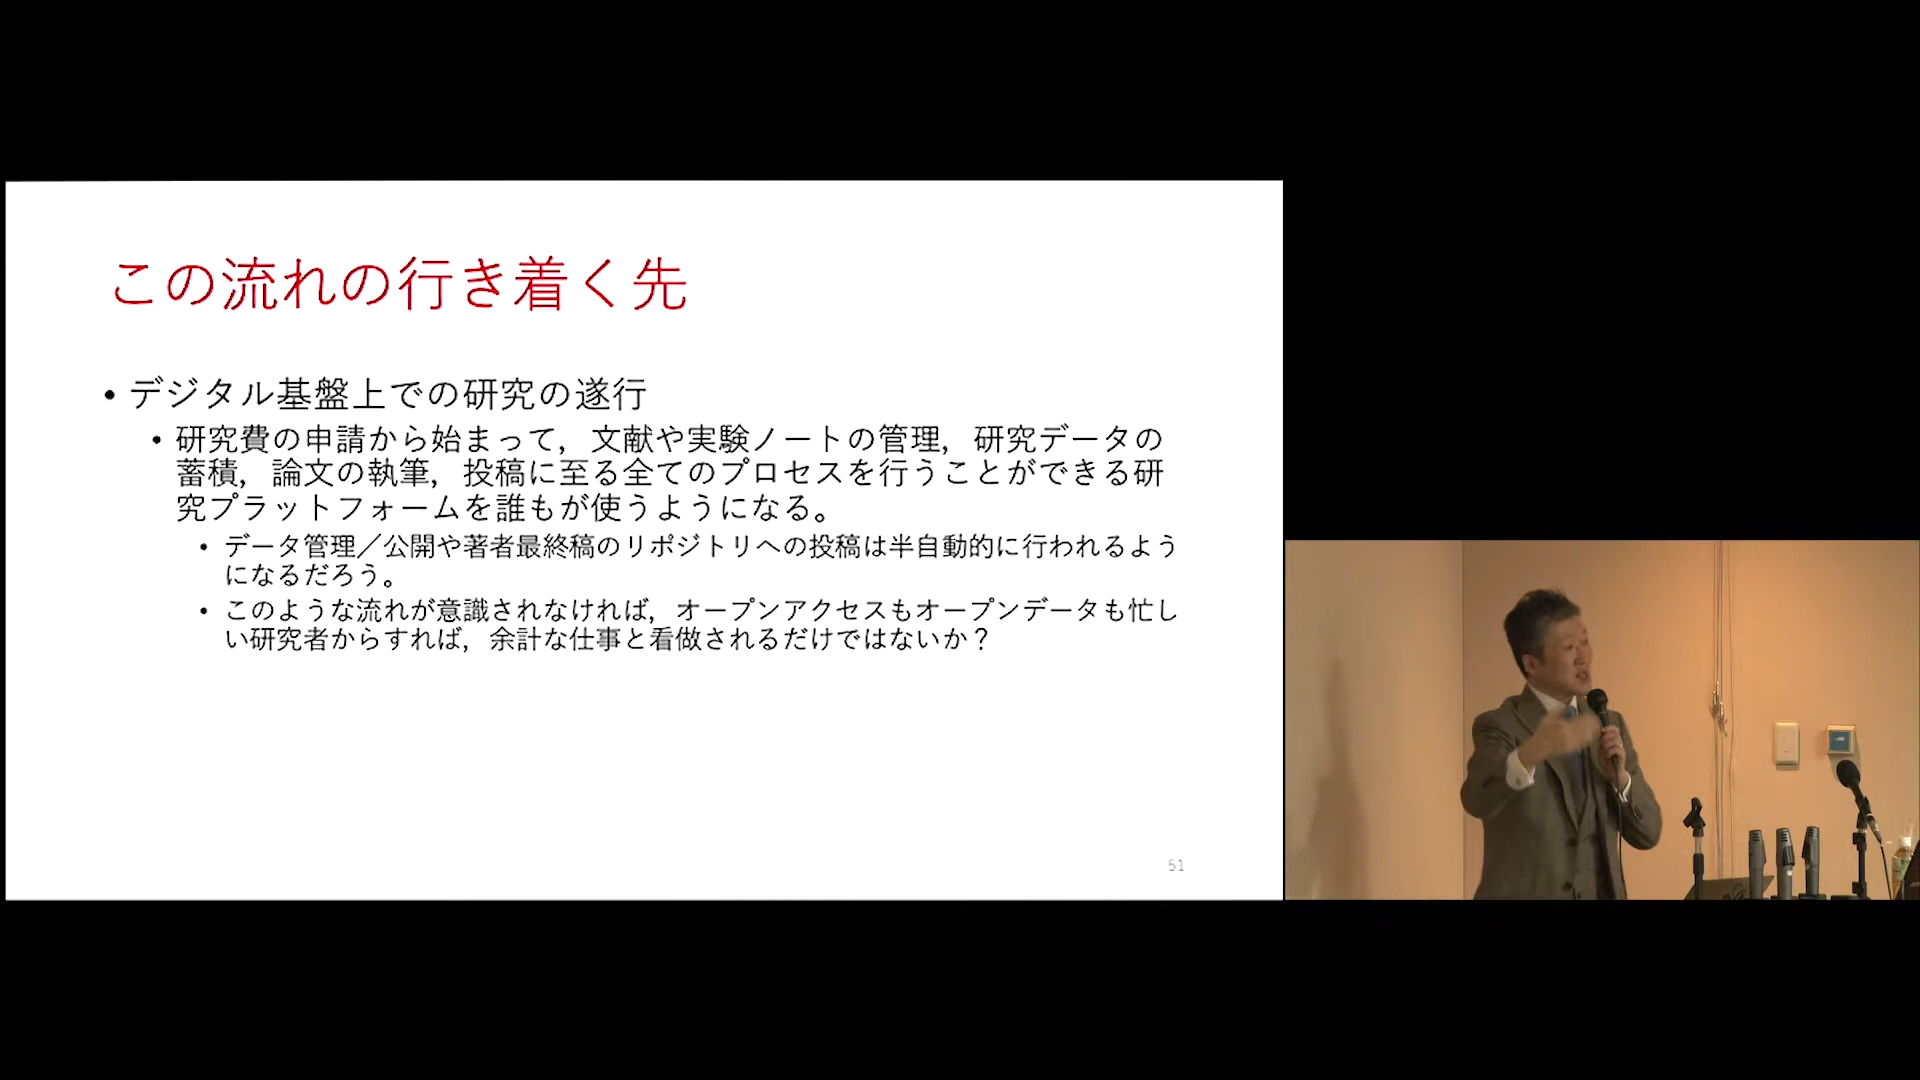 この流れの行き着く先
• デジタル基盤上での研究の遂行
• 研究費の申請から始まって，文献や実験ノートの管理，研究データの
蓄積，論文の執筆，投稿に至る全てのプロセスを行うことができる研
究プラットフォームを誰もが使うようになる。
• データ管理／公開や著者最終稿のリポジトリへの投稿は半自動的に行われるよう
になるだろう。
• このような流れが意識されなければ，オープンアクセスもオープンデータも忙し
い研究者からすれば，余計な仕事と看做されるだけではないか？
51